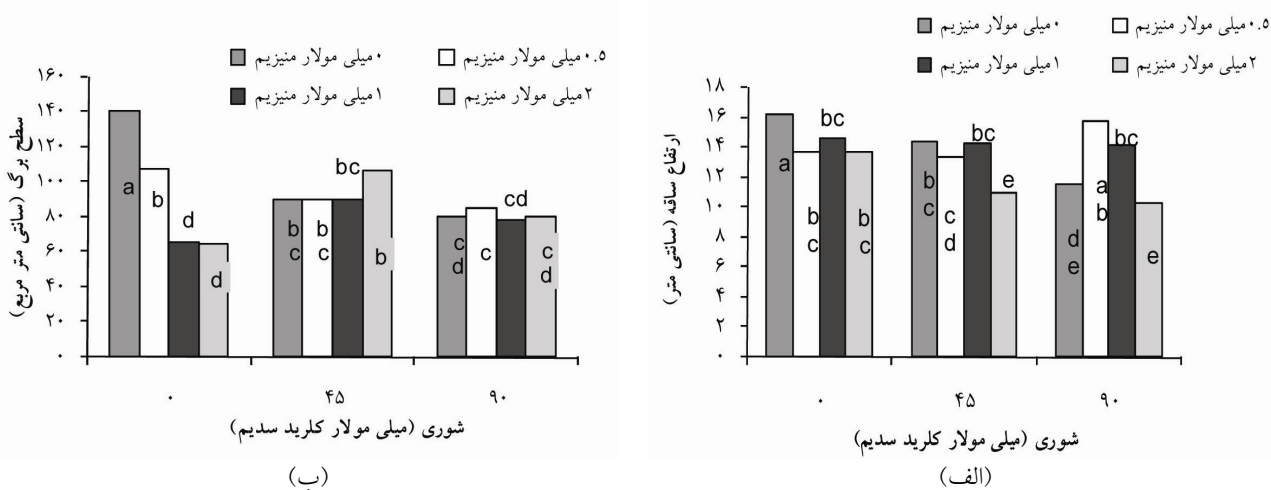 ۰میلی مولار منیزیم
۰.۵میلی مولار منیزیم
۱میلی مولار منیزیم
۲میلی مولار منیزیم
ارتفاع ساقه (سانتی متر)
۱۸
۱۶
۱۴
۱۲
۱۰
۸
۶
۴
۲
۰
a
b
c
bc
b
c
b
c
c
d
bc
e
d
e
a
b
bc
e
۰ ۴۵ ۹۰
شوری (میلی مولار کلرید سدیم)
(الف)
۰میلی مولار منیزیم
۰.۵میلی مولار منیزیم
۱میلی مولار منیزیم
۲میلی مولار منیزیم
سطح برگ (سانتی متر مربع)
۱۶۰
۱۴۰
۱۲۰
۱۰۰
۸۰
۶۰
۴۰
۲۰
۰
a
b
d
d
b
c
b
c
bc
b
c
d
c
cd
c
d
۰ ۴۵ ۹۰
شوری (میلی مولار کلرید سدیم)
(ب)